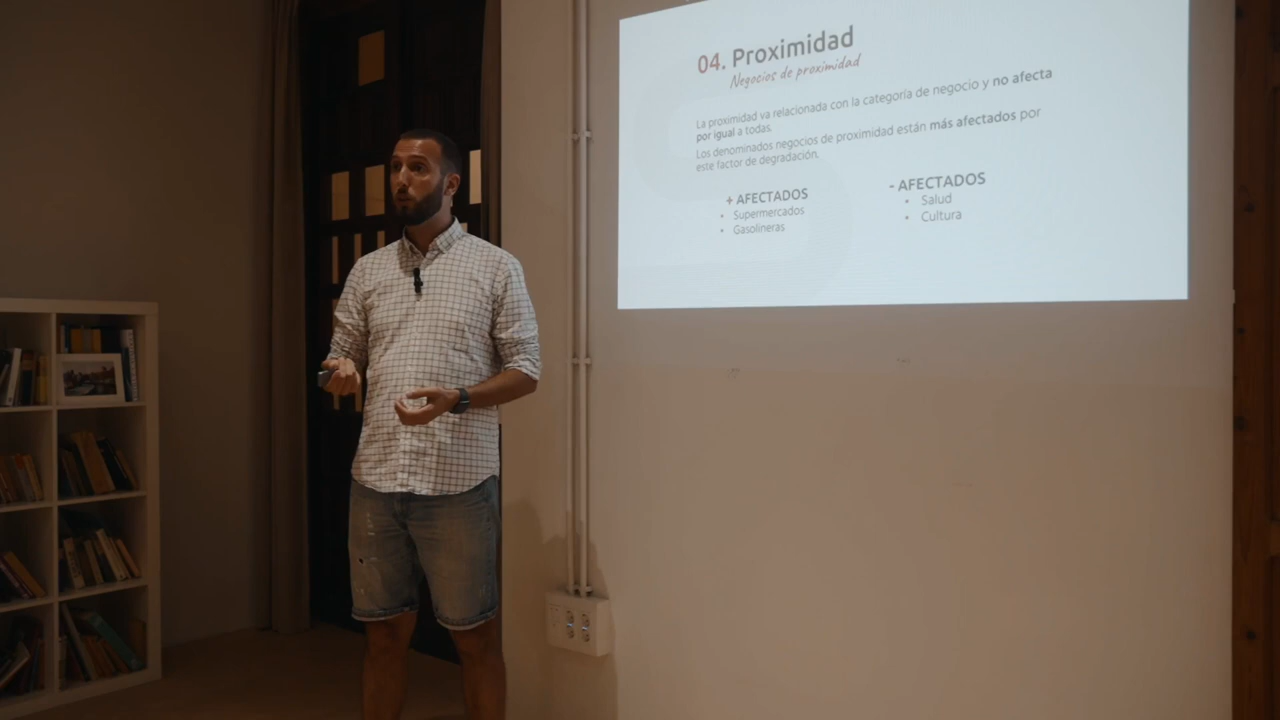 04. Proximidad
Negocios de proximidad
La proximidad va relacionada con la categoría de negocio y no afecta
por igual a todas.
Los denominados negocios de proximidad están más afectados por
este factor de degradación.
+ AFECTADOS
• Supermercados
• Gasolineras
- AFECTADOS
• Salud
• Cultura